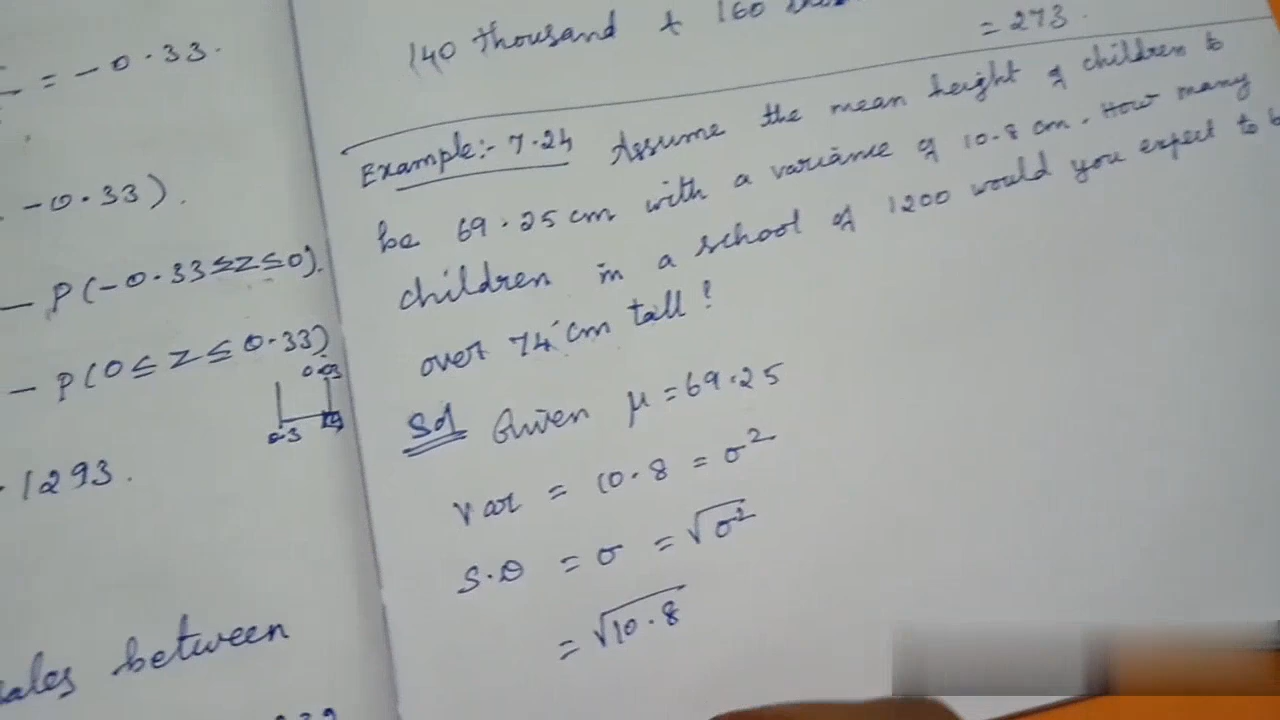 = -0.33.
-0.33).
- P(-0.33≤z≤0).
- P(0≤z≤0.33)
0.3
.1293.
ales between
140 thousand + 160
= 273.
Example:- 7.24 Assume the mean height of children to
be 69.25 cm with a variance of 10.8 cm. How many
children in a school of 1200 would you expect to b
over 74 cm tall?
Sol Given μ = 69.25
Var = 10.8 = σ²
S.D = σ = √σ²
= √10.8